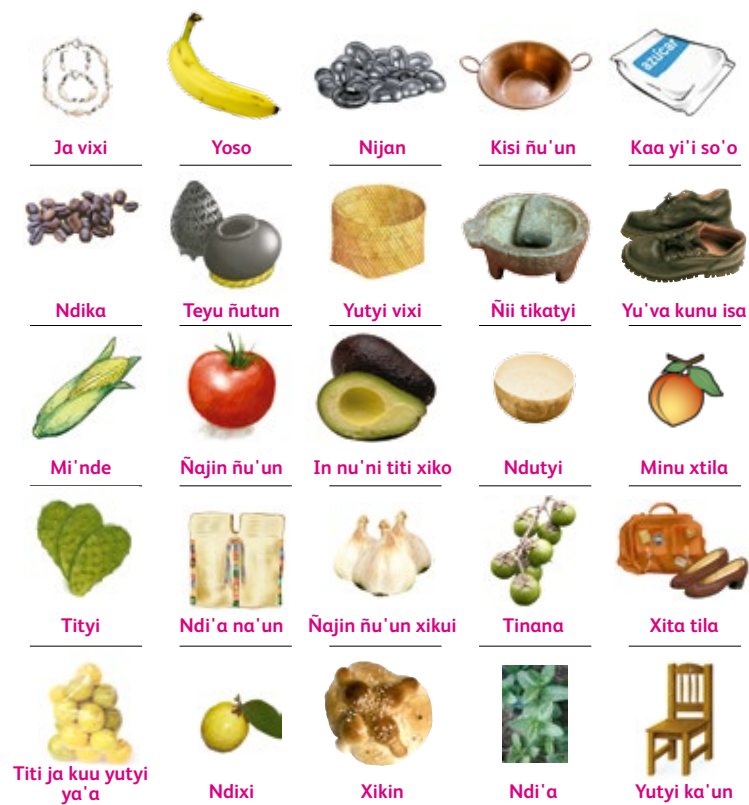 azúcar
Ja vixi
Yoso
Nijan
Kisi ñu'un
Kaa yi'i so'o
Ndika
Teyu ñutun
Yutyi vixi
Ñii tikatyi
Yu'va kunu isa
Mi'nde
Ñajin ñu'un
In nu'ni titi xiko
Ndutyi
Minu xtila
Tityi
Ndi'a na'un
Ñajin ñu'un xikui
Tinana
Xita tila
Titi ja kuu yutyi
ya'a
Ndixi
Xikin
Ndi'a
Yutyi ka'un